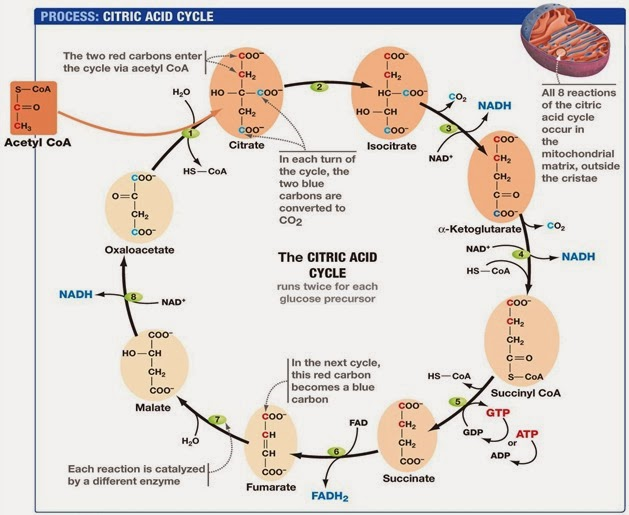 PROCESS: CITRIC ACID CYCLE
The two red carbons enter
the cycle via acetyl CoA
S—CoA
C=O
CH₃
Acetyl CoA
H₂O
1
HS—CoA
COO⁻
CH₂
HO—C—COO⁻
CH₂
COO⁻
Citrate
In each turn of
the cycle, the
two blue
carbons are
converted to
CO₂
2
COO⁻
CH₂
H—C—COO⁻
HO—CH
COO⁻
Isocitrate
CO₂
NADH
3
NAD⁺
All 8 reactions
of the citric
acid cycle
occur in
the
mitochondrial
matrix, outside
the cristae
COO⁻
CH₂
CH₂
C=O
COO⁻
α-Ketoglutarate
CO₂
NAD⁺
4
NADH
HS—CoA
COO⁻
CH₂
CH₂
C=O
S—CoA
Succinyl CoA
HS—CoA
5
GTP
GDP
or
ATP
ADP
COO⁻
CH₂
CH₂
COO⁻
Succinate
FAD
6
FADH₂
In the next cycle,
this red carbon
becomes a blue
carbon
COO⁻
CH
CH
COO⁻
Fumarate
7
H₂O
Each reaction is catalyzed
by a different enzyme
COO⁻
HO—CH
CH₂
COO⁻
Malate
NADH
8
NAD⁺
COO⁻
O=C
CH₂
COO⁻
Oxaloacetate
The CITRIC ACID
CYCLE
runs twice for each
glucose precursor